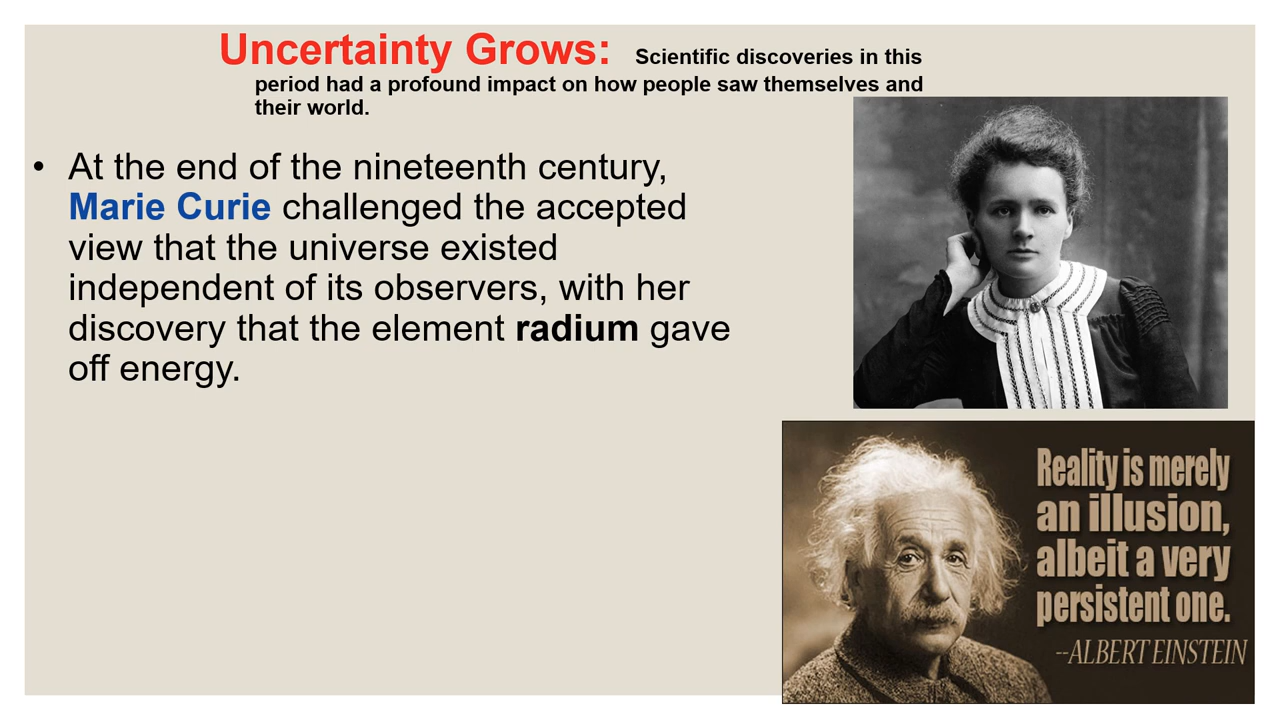 Uncertainty Grows: Scientific discoveries in this
period had a profound impact on how people saw themselves and
their world.
• At the end of the nineteenth century,
Marie Curie challenged the accepted
view that the universe existed
independent of its observers, with her
discovery that the element radium gave
off energy.
Reality is merely
an illusion,
albeit a very
persistent one.
--ALBERT EINSTEIN